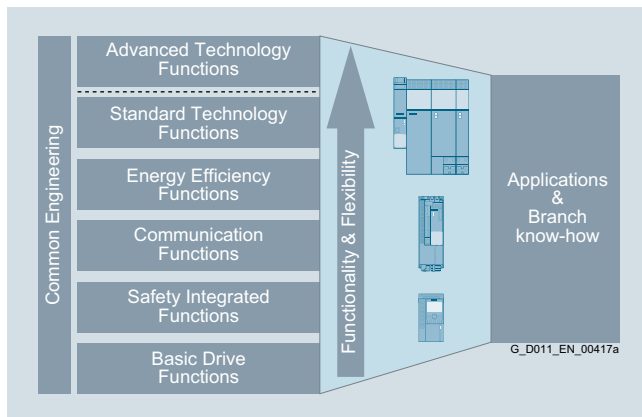 Common Engineering
Advanced Technology
Functions
Standard Technology
Functions
Energy Efficiency
Functions
Communication
Functions
Safety Integrated
Functions
Basic Drive
Functions
Functionality & Flexibility
Applications
&
Branch
know-how
G_D011_EN_00417a